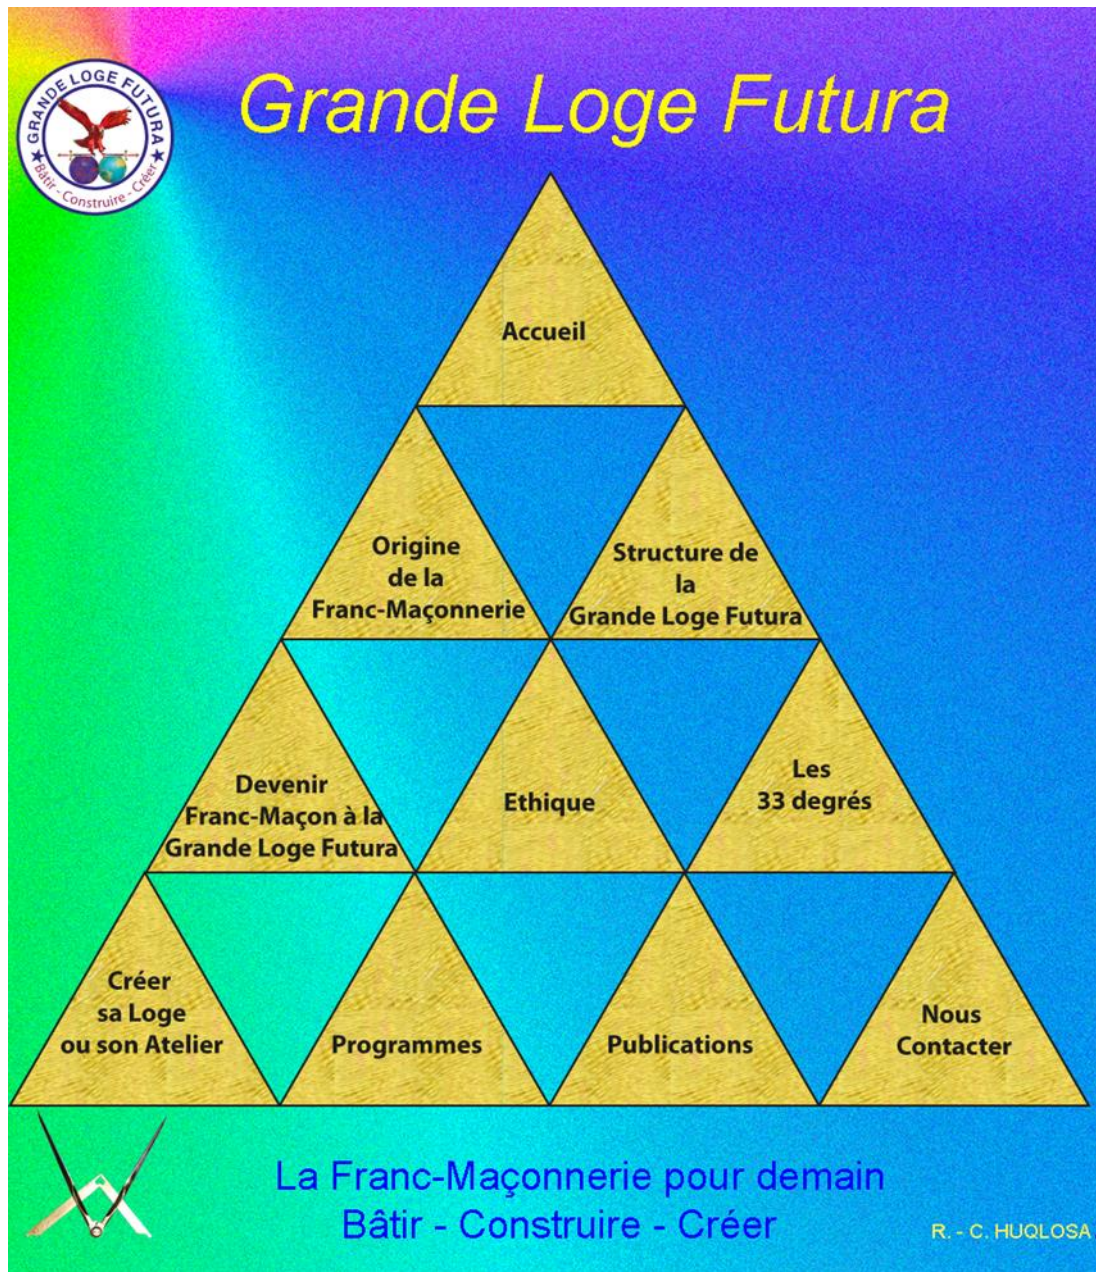 GRANDE LOGE FUTURA
Bâtir - Construire - Créer
Grande Loge Futura
Accueil
Origine
de la
Franc-Maçonnerie
Structure de
la
Grande Loge Futura
Devenir
Franc-Maçon à la
Grande Loge Futura
Ethique
Les
33 degrés
Créer
sa Loge
ou son Atelier
Programmes
Publications
Nous
Contacter
La Franc-Maçonnerie pour demain
Bâtir - Construire - Créer
R. - C. HUQLOSA